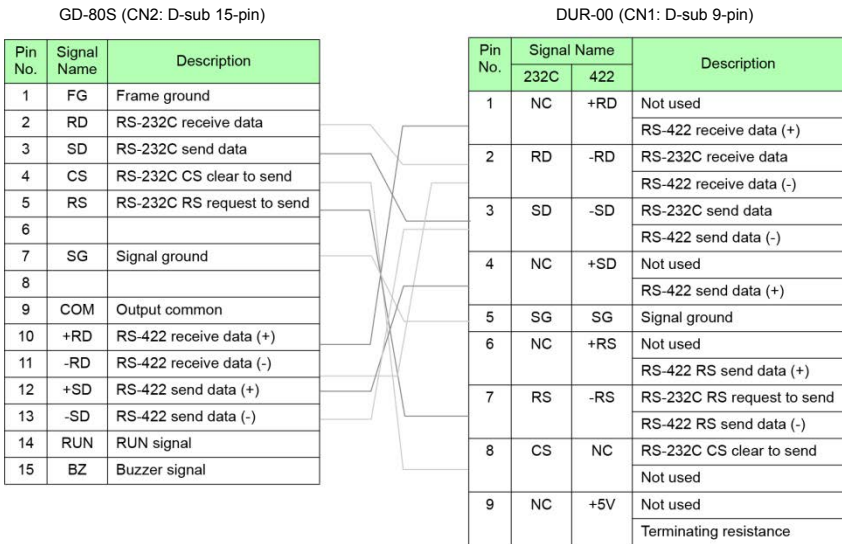 GD-80S (CN2: D-sub 15-pin)
Pin No. Signal Name Description
1 FG Frame ground
2 RD RS-232C receive data
3 SD RS-232C send data
4 CS RS-232C CS clear to send
5 RS RS-232C RS request to send
6
7 SG Signal ground
8
9 COM Output common
10 +RD RS-422 receive data (+)
11 -RD RS-422 receive data (-)
12 +SD RS-422 send data (+)
13 -SD RS-422 send data (-)
14 RUN RUN signal
15 BZ Buzzer signal
DUR-00 (CN1: D-sub 9-pin)
Pin No. Signal Name Description
232C 422
1 NC +RD Not used
RS-422 receive data (+)
2 RD -RD RS-232C receive data
RS-422 receive data (-)
3 SD -SD RS-232C send data
RS-422 send data (-)
4 NC +SD Not used
RS-422 send data (+)
5 SG SG Signal ground
6 NC +RS Not used
RS-422 RS send data (+)
7 RS -RS RS-232C RS request to send
RS-422 RS send data (-)
8 CS NC RS-232C CS clear to send
Not used
9 NC +5V Not used
Terminating resistance